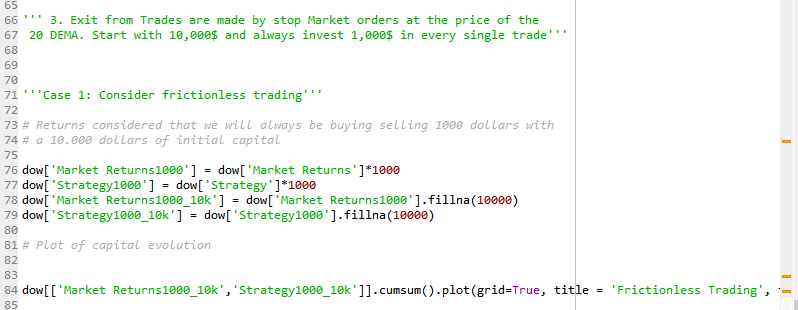 65
66 ''' 3. Exit from Trades are made by stop Market orders at the price of the
67 20 DEMA. Start with 10,000$ and always invest 1,000$ in every single trade'''
68
69
70
71 '''Case 1: Consider frictionless trading'''
72
73 # Returns considered that we will always be buying selling 1000 dollars with
74 # a 10.000 dollars of initial capital
75
76 dow['Market Returns1000'] = dow['Market Returns']*1000
77 dow['Strategy1000'] = dow['Strategy']*1000
78 dow['Market Returns1000_10k'] = dow['Market Returns1000'].fillna(10000)
79 dow['Strategy1000_10k'] = dow['Strategy1000'].fillna(10000)
80
81 # Plot of capital evolution
82
83
84 dow[['Market Returns1000_10k','Strategy1000_10k']].cumsum().plot(grid=True, title = 'Frictionless Trading',
85